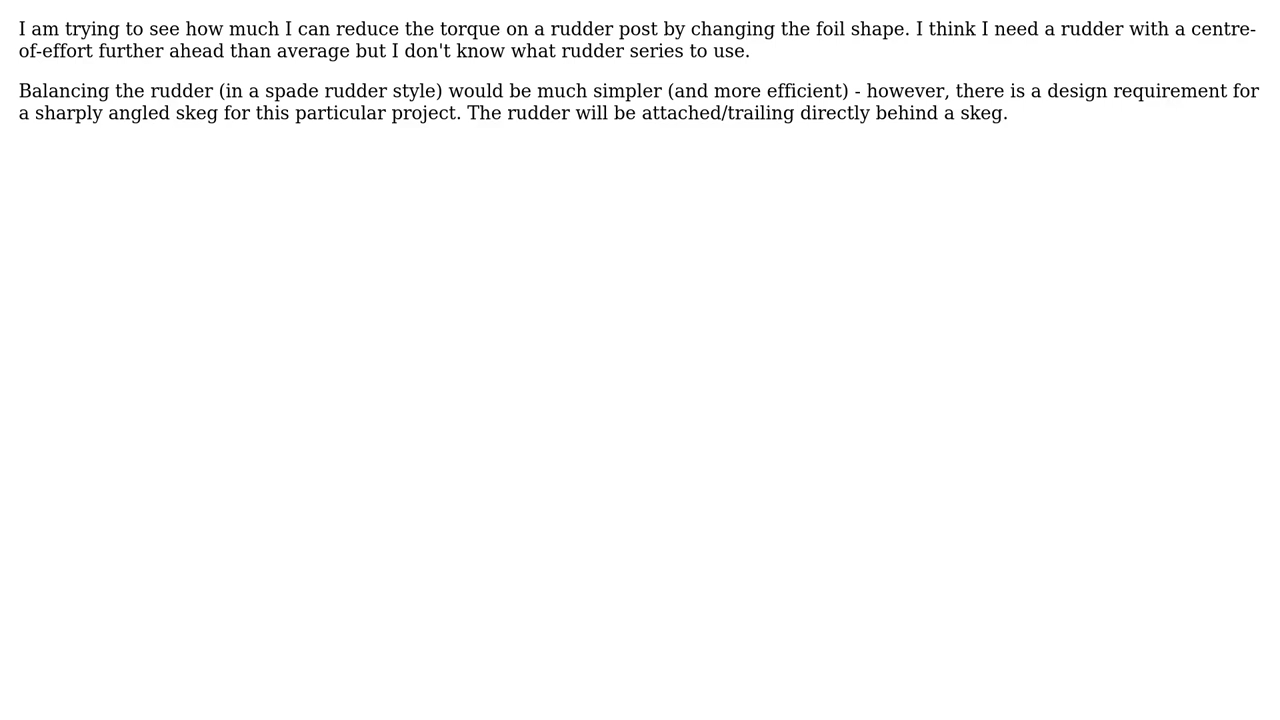 I am trying to see how much I can reduce the torque on a rudder post by changing the foil shape. I think I need a rudder with a centre-
of-effort further ahead than average but I don't know what rudder series to use.
Balancing the rudder (in a spade rudder style) would be much simpler (and more efficient) - however, there is a design requirement for
a sharply angled skeg for this particular project. The rudder will be attached/trailing directly behind a skeg.